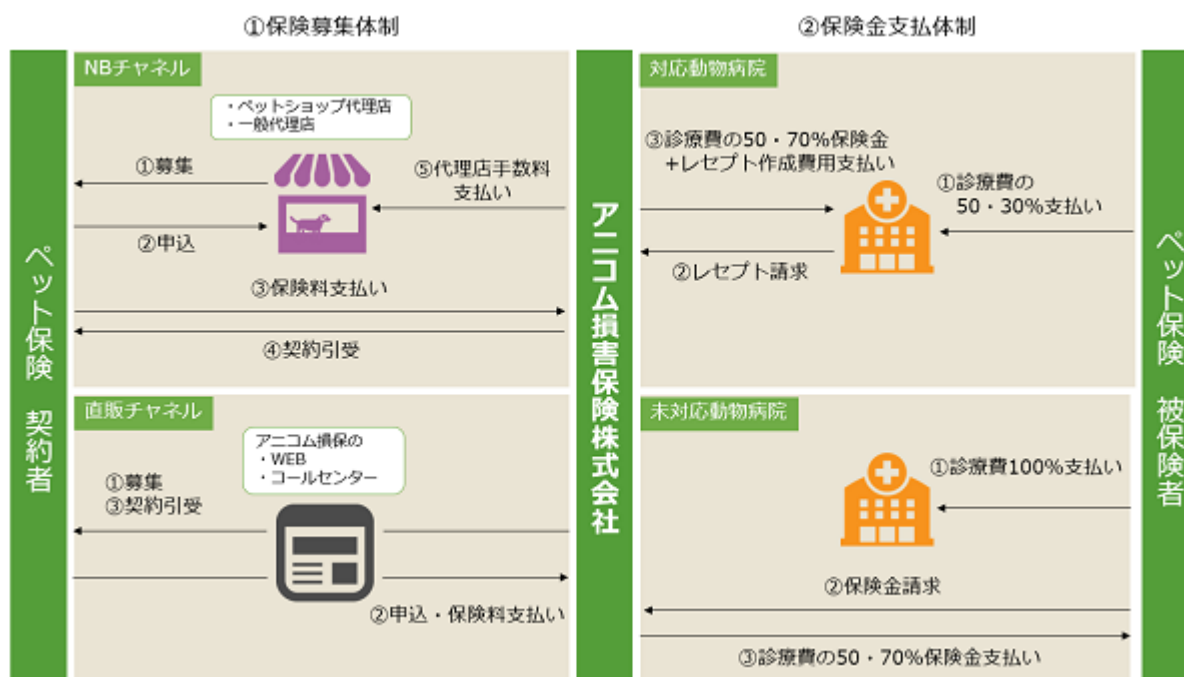 ①保険募集体制
②保険金支払体制
ペット保険 契約者
NBチャネル
・ペットショップ代理店
・一般代理店
①募集
②申込
⑤代理店手数料
支払い
③保険料支払い
④契約引受
直販チャネル
アニコム損保の
・WEB
・コールセンター
①募集
③契約引受
②申込・保険料支払い
アニコム損害保険株式会社
対応動物病院
③診療費の50・70%保険金
+レセプト作成費用支払い
①診療費の
50・30%支払い
②レセプト請求
未対応動物病院
①診療費100%支払い
②保険金請求
③診療費の50・70%保険金支払い
ペット保険 被保険者